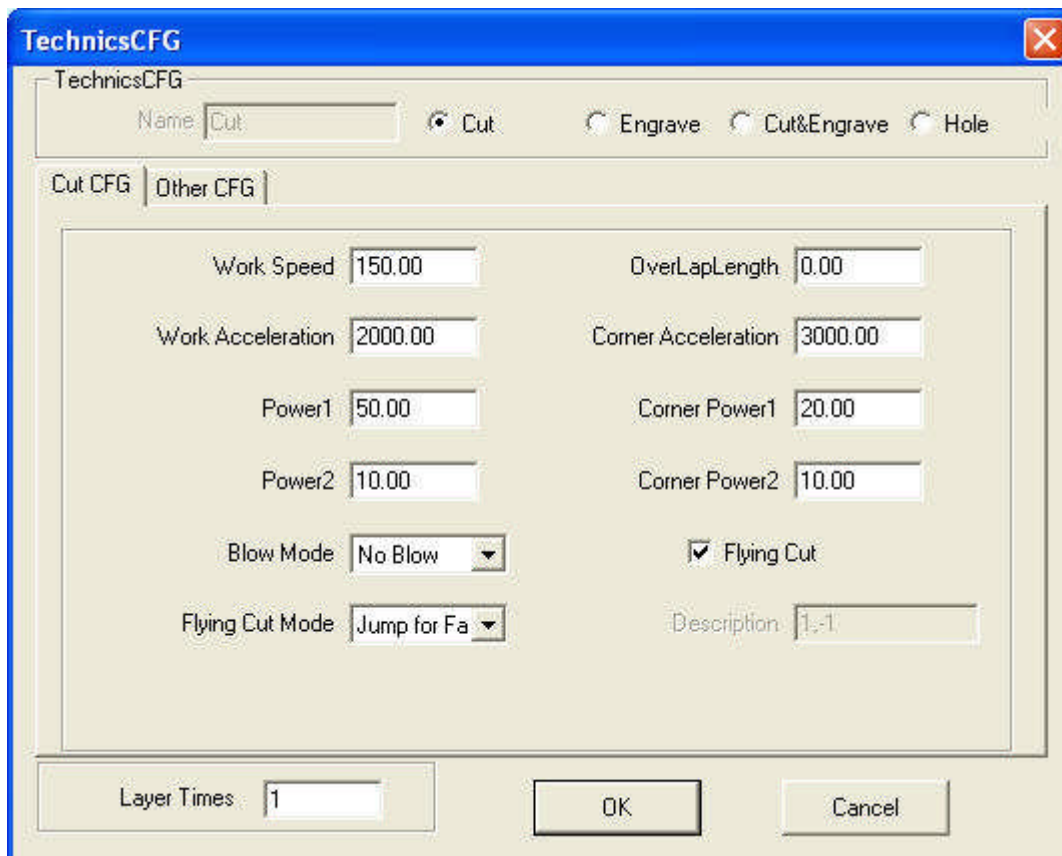 TechnicsCFG
TechnicsCFG
Name Cut Cut Engrave Cut&Engrave Hole
Cut CFG Other CFG
Work Speed 150.00 OverLapLength 0.00
Work Acceleration 2000.00 Corner Acceleration 3000.00
Power1 50.00 Corner Power1 20.00
Power2 10.00 Corner Power2 10.00
Blow Mode No Blow Flying Cut
Flying Cut Mode Jump for Fa Description 1,-1
Layer Times 1 OK Cancel